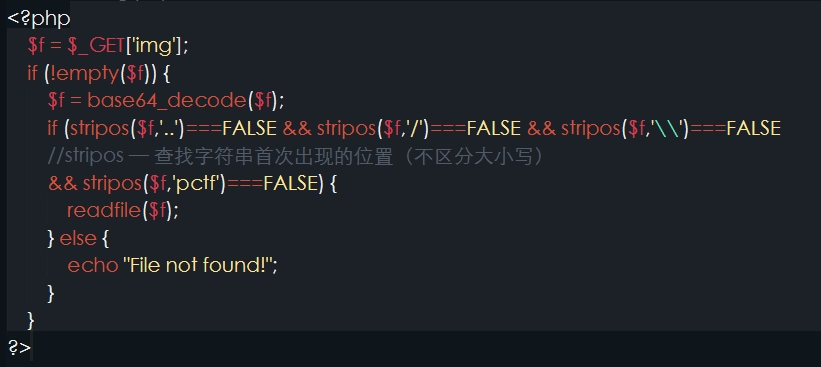 <?php
$f = $_GET['img'];
if (!empty($f)) {
$f = base64_decode($f);
if (stripos($f,'..')===FALSE && stripos($f,'/')===FALSE && stripos($f,'\\')===FALSE
//stripos — 查找字符串首次出现的位置（不区分大小写）
&& stripos($f,'pctf')===FALSE) {
readfile($f);
} else {
echo "File not found!";
}
}
?>